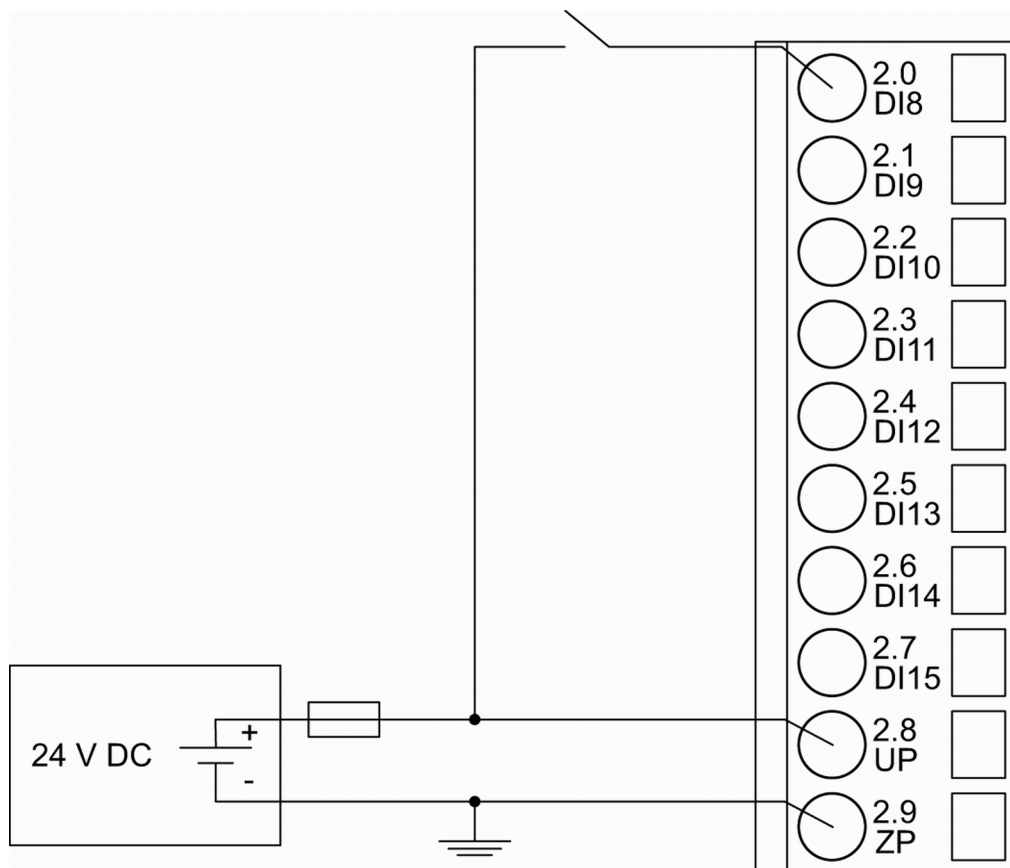 2.0
DI8
2.1
DI9
2.2
DI10
2.3
DI11
2.4
DI12
2.5
DI13
2.6
DI14
2.7
DI15
+
24 V DC
-
2.8
UP
2.9
ZP